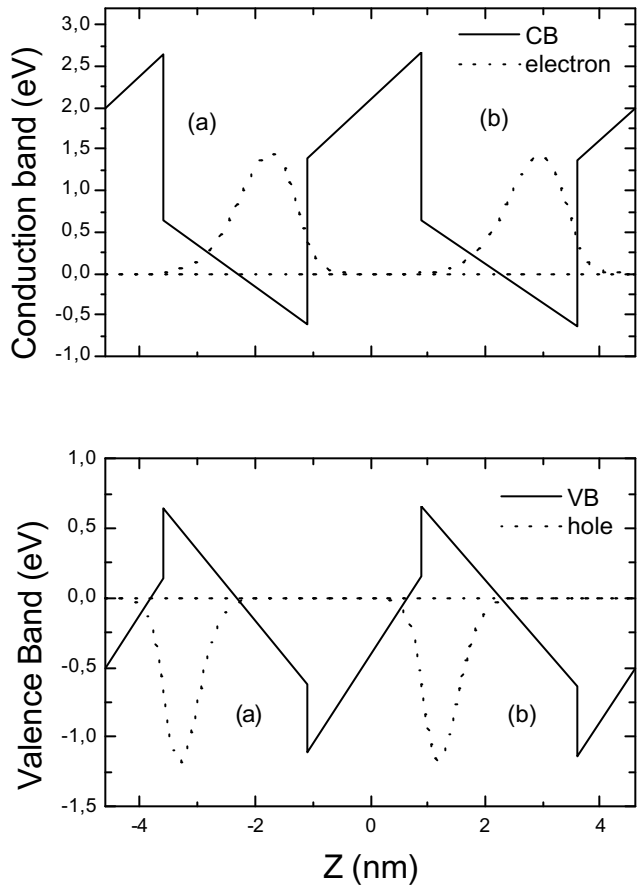 3,0
2,5
2,0
1,5
1,0
0,5
0,0
-0,5
-1,0
Conduction band (eV)
CB
electron
(a)
(b)
1,0
0,5
0,0
-0,5
-1,0
-1,5
Valence Band (eV)
VB
hole
(a)
(b)
-4
-2
0
2
4
Z (nm)